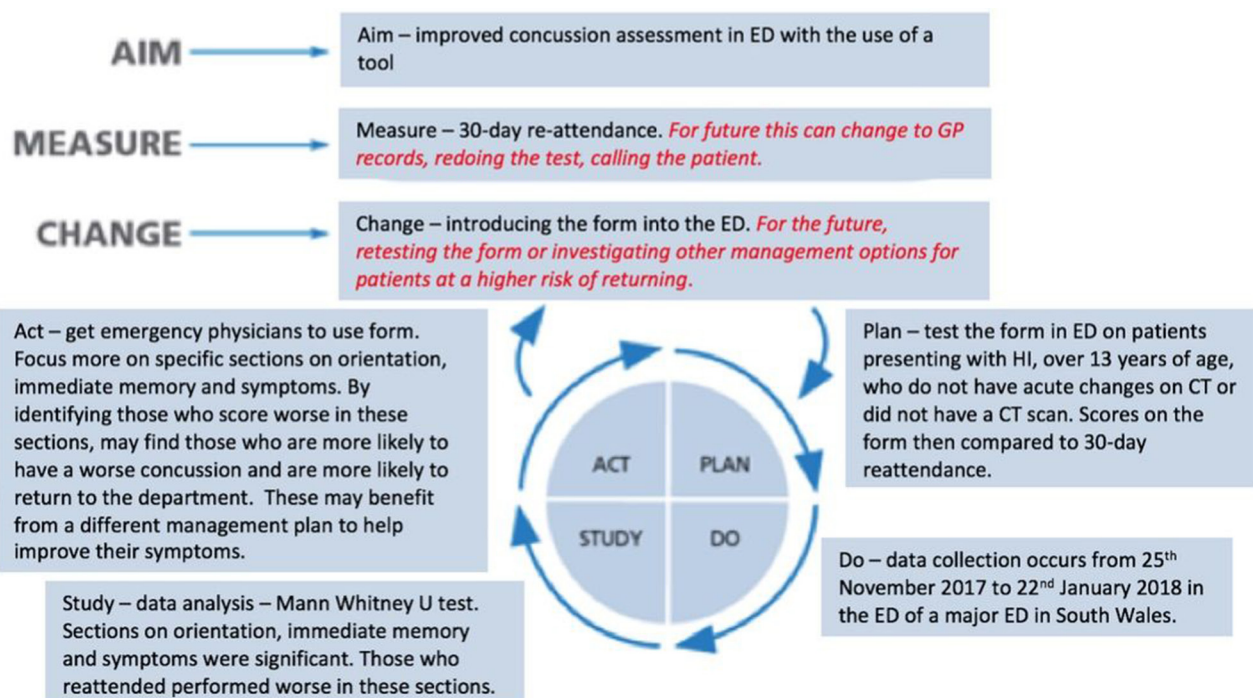 AIM
Aim – improved concussion assessment in ED with the use of a
tool
MEASURE
Measure – 30-day re-attendance. For future this can change to GP
records, redoing the test, calling the patient.
CHANGE
Change – introducing the form into the ED. For the future,
retesting the form or investigating other management options for
patients at a higher risk of returning.
Act – get emergency physicians to use form.
Focus more on specific sections on orientation,
immediate memory and symptoms. By
identifying those who score worse in these
sections, may find those who are more likely to
have a worse concussion and are more likely to
return to the department.  These may benefit
from a different management plan to help
improve their symptoms.
Plan – test the form in ED on patients
presenting with HI, over 13 years of age,
who do not have acute changes on CT or
did not have a CT scan. Scores on the
form then compared to 30-day
reattendance.
ACT
PLAN
STUDY
DO
Do – data collection occurs from 25th
November 2017 to 22nd January 2018 in
the ED of a major ED in South Wales.
Study – data analysis – Mann Whitney U test.
Sections on orientation, immediate memory
and symptoms were significant. Those who
reattended performed worse in these sections.